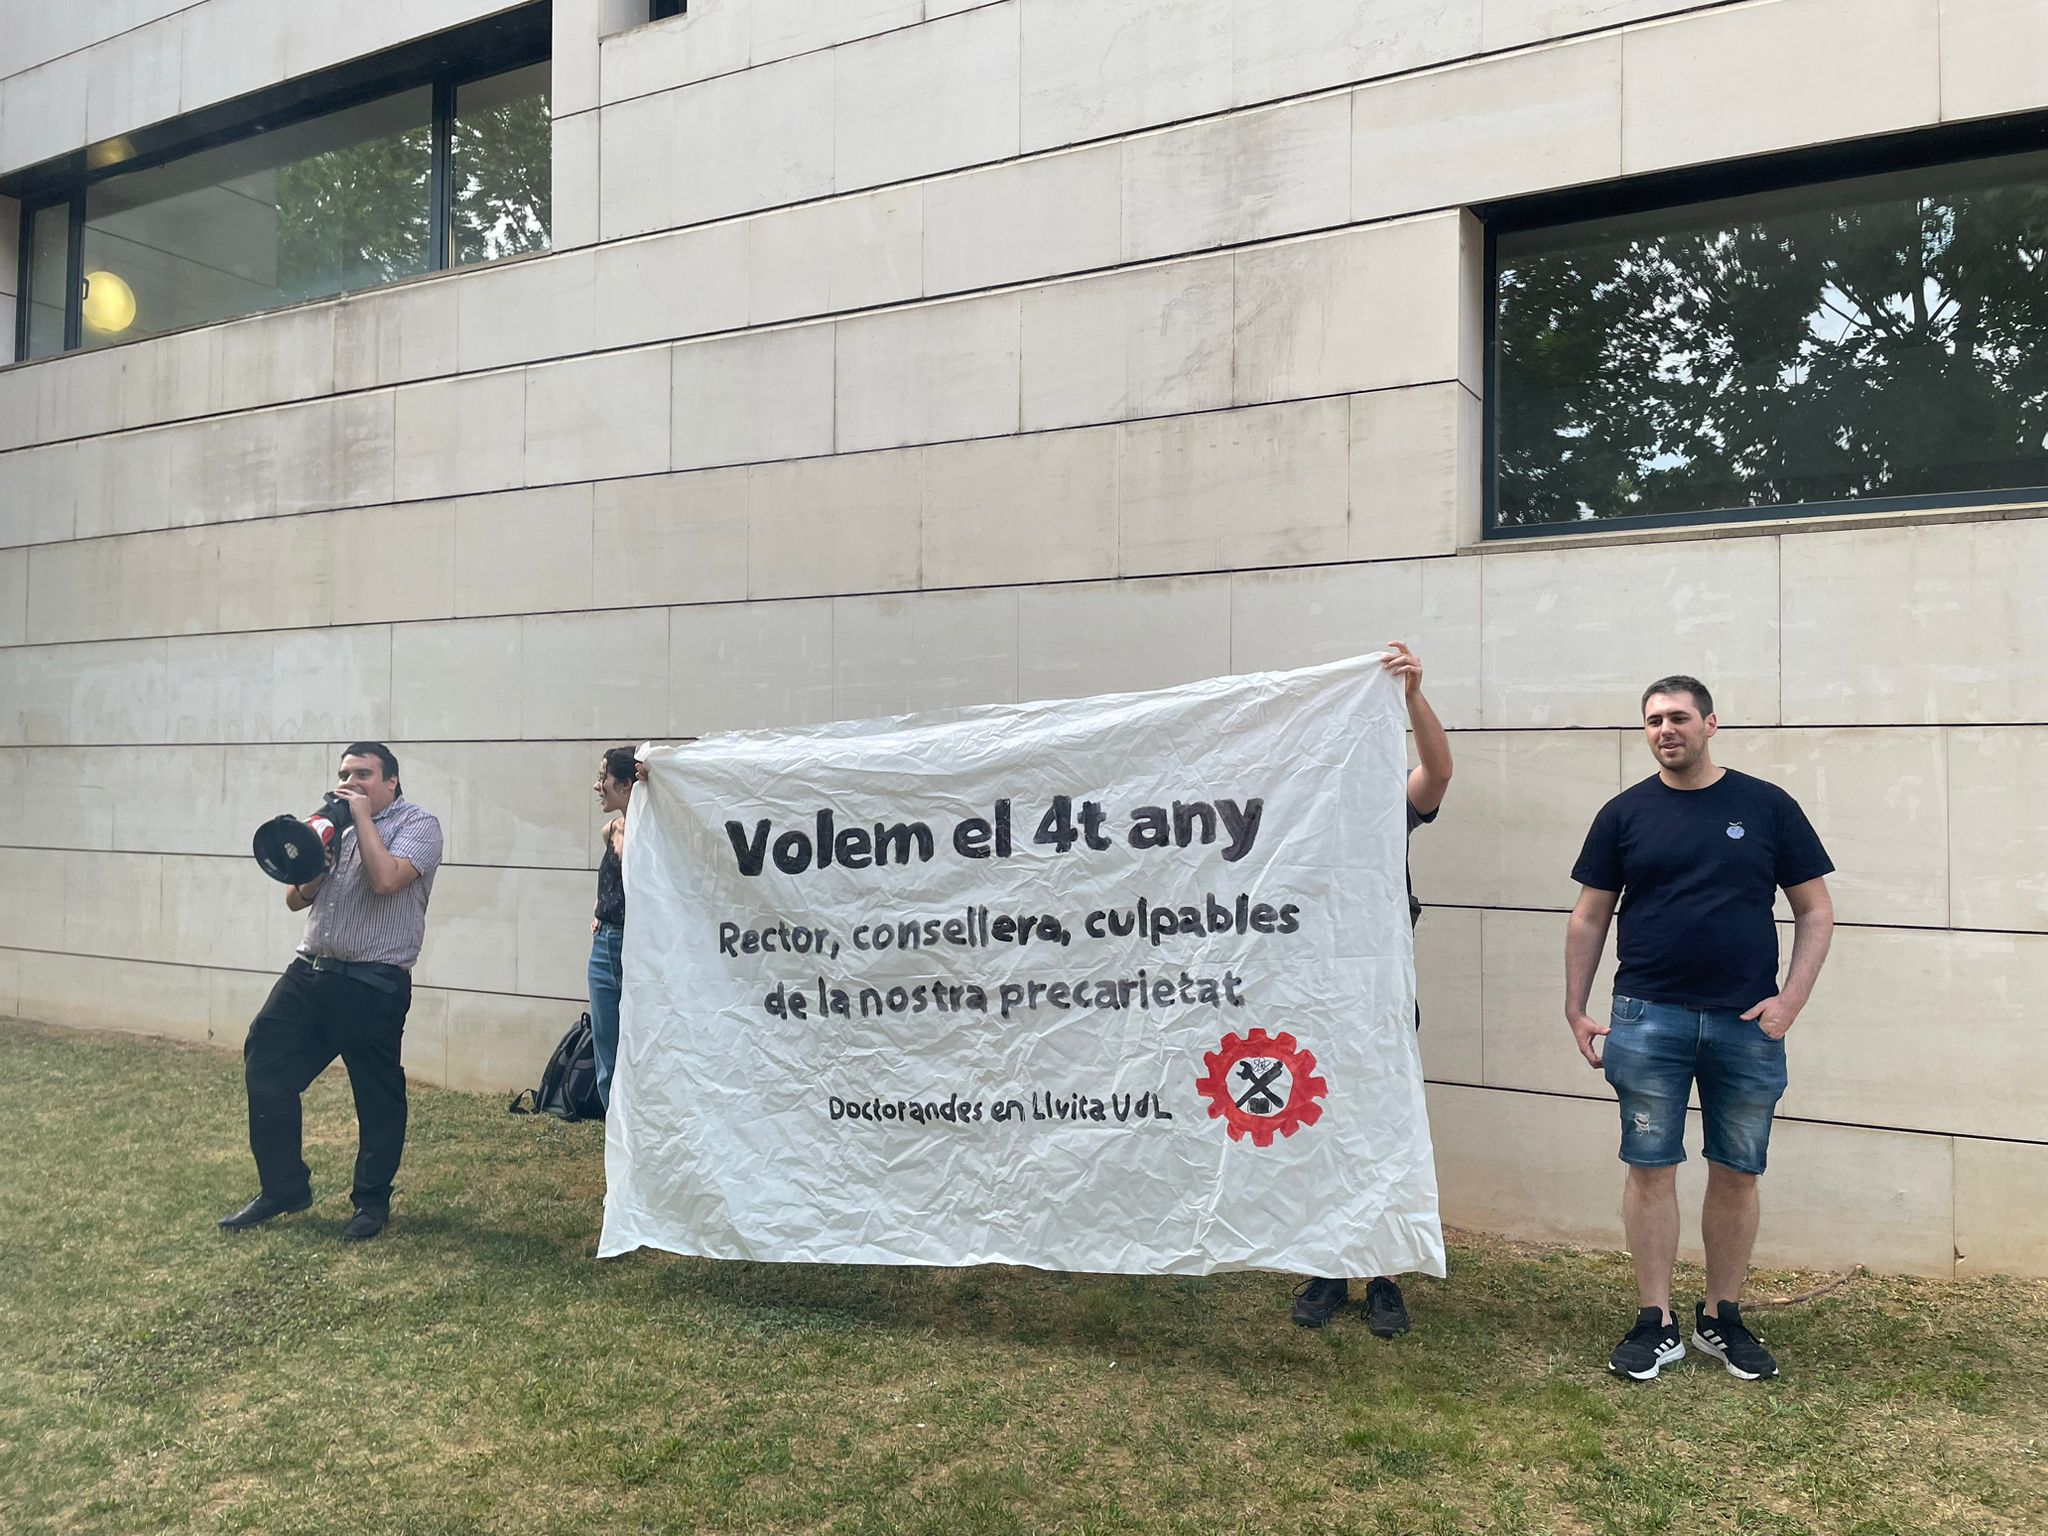 Volem el 4t any
Rector, consellera, culpables
de la nostra precarietat
Doctorandes en Lluita UdL